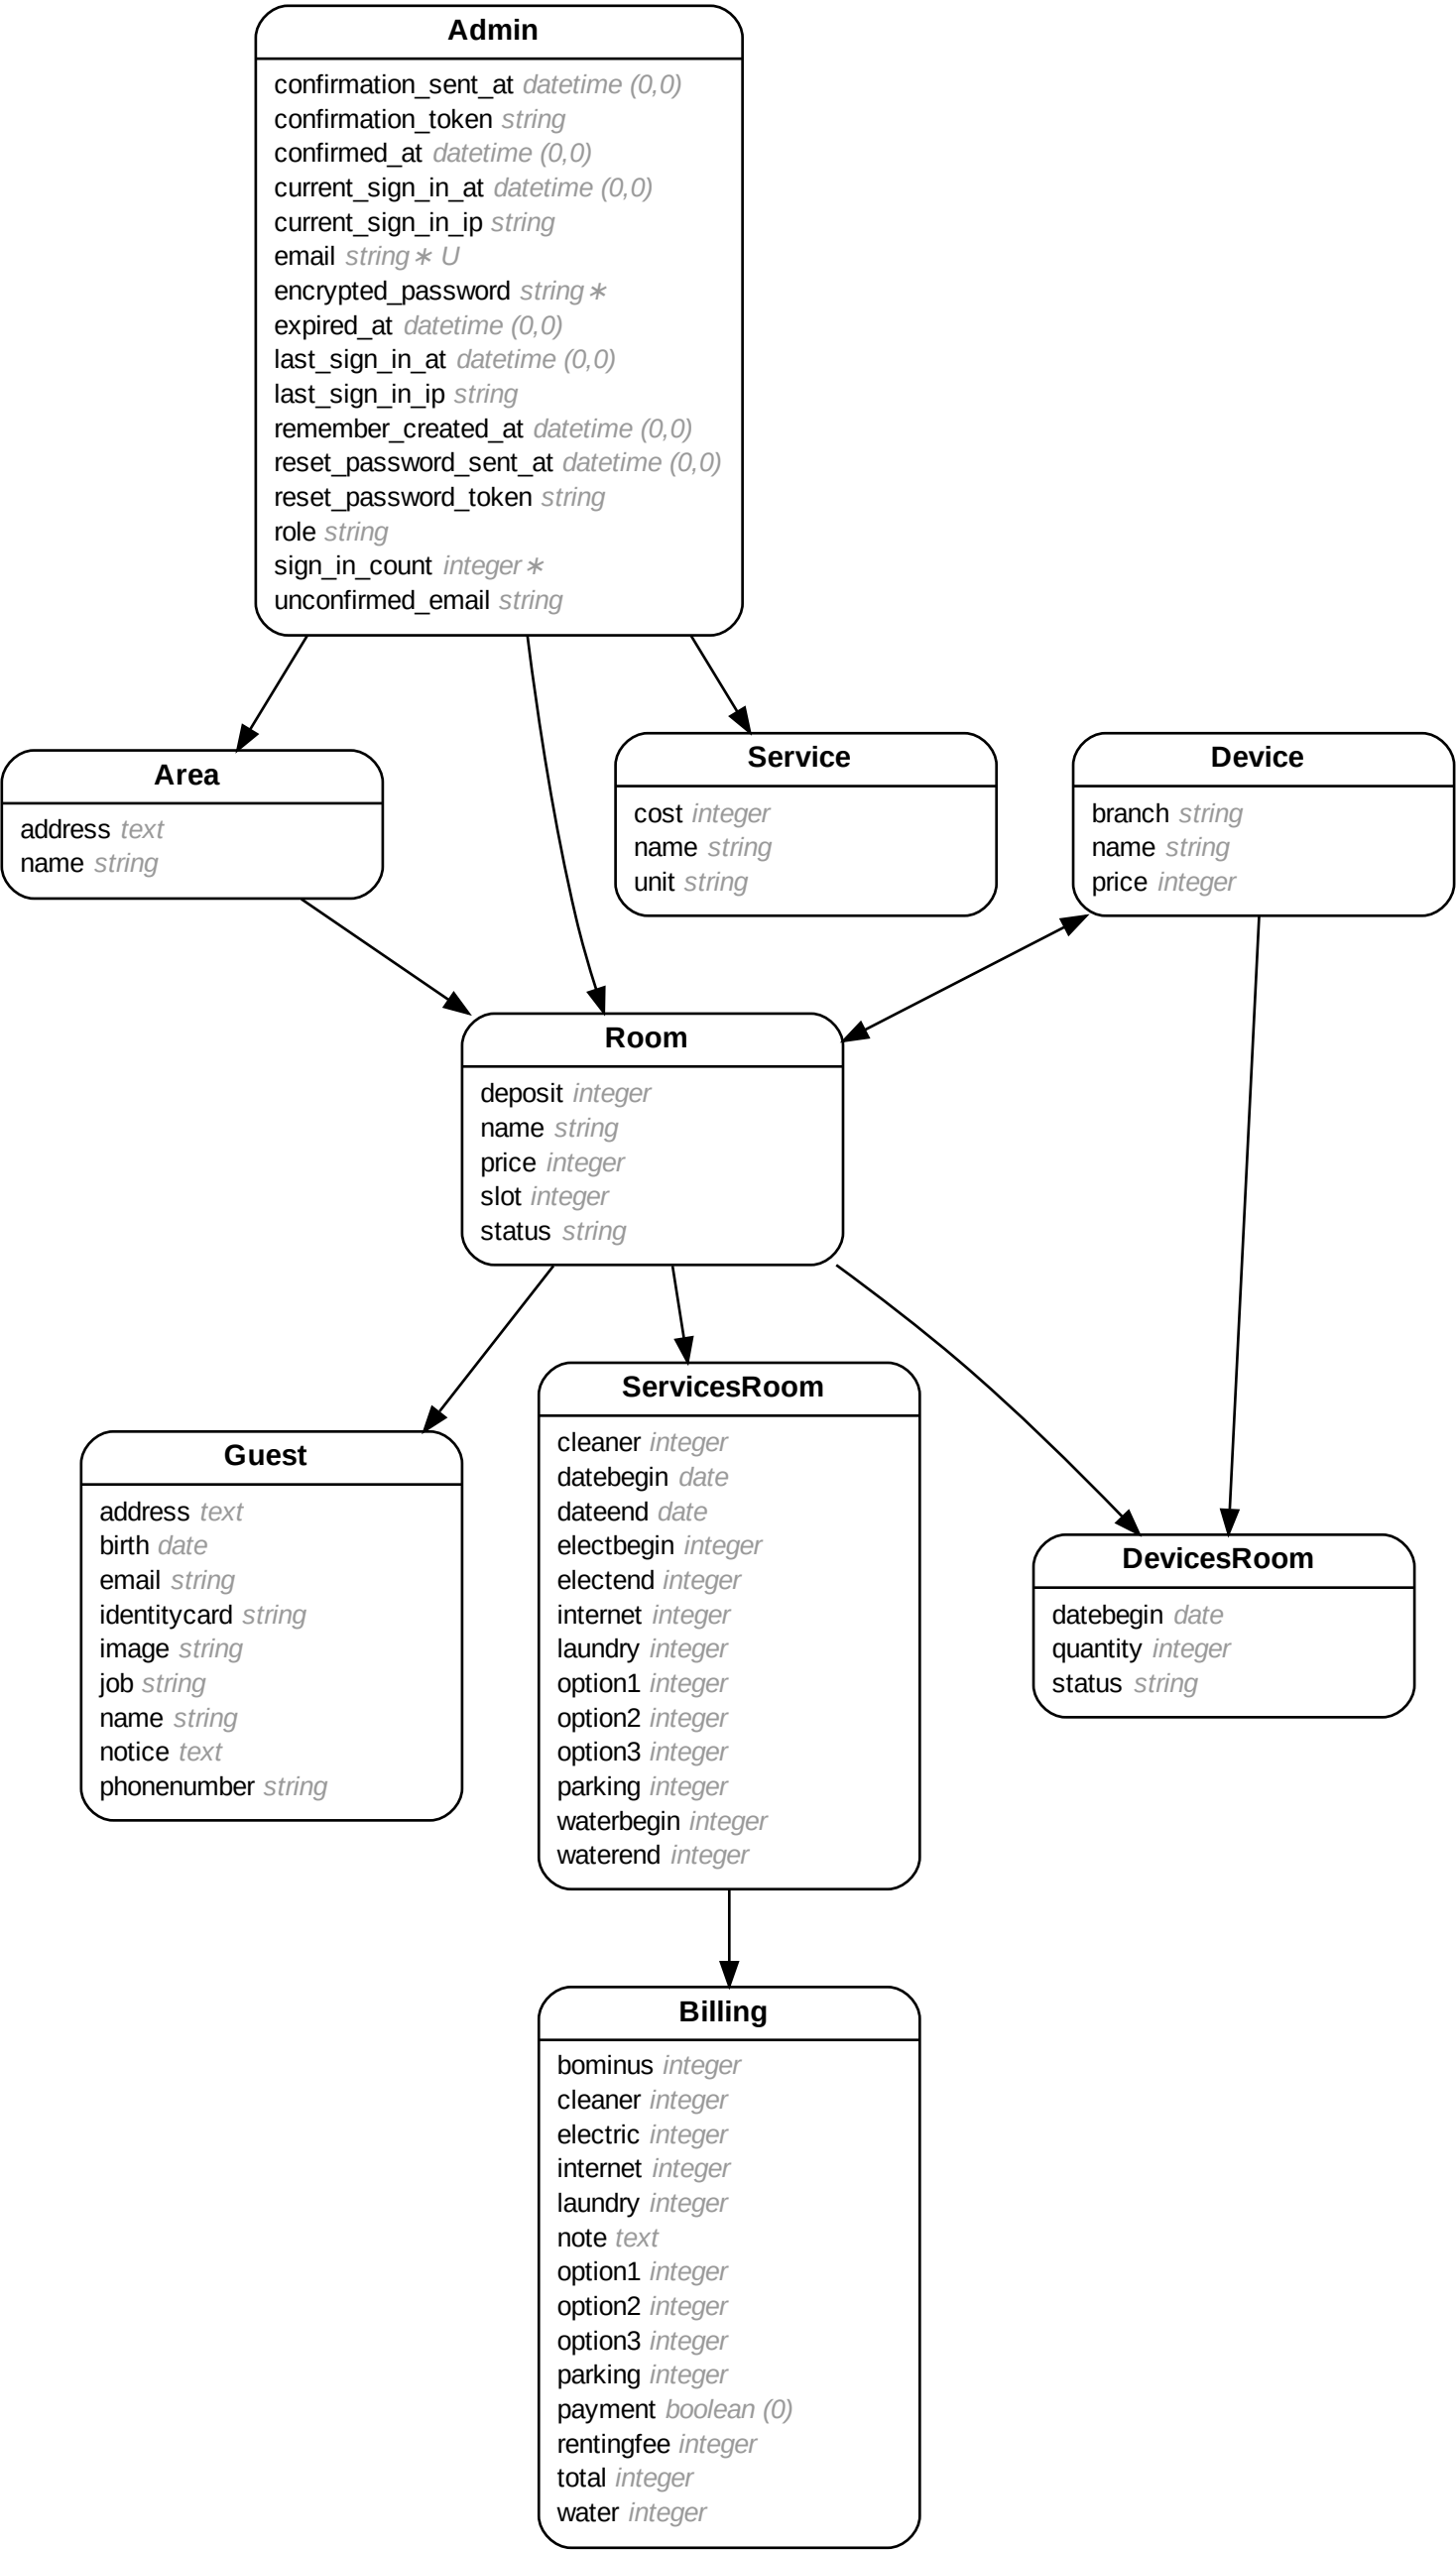 Admin
confirmation_sent_at datetime (0,0)
confirmation_token string
confirmed_at datetime (0,0)
current_sign_in_at datetime (0,0)
current_sign_in_ip string
email string∗ U
encrypted_password string∗
expired_at datetime (0,0)
last_sign_in_at datetime (0,0)
last_sign_in_ip string
remember_created_at datetime (0,0)
reset_password_sent_at datetime (0,0)
reset_password_token string
role string
sign_in_count integer∗
unconfirmed_email string
Area
address text
name string
Service
cost integer
name string
unit string
Device
branch string
name string
price integer
Room
deposit integer
name string
price integer
slot integer
status string
Guest
address text
birth date
email string
identitycard string
image string
job string
name string
notice text
phonenumber string
ServicesRoom
cleaner integer
datebegin date
dateend date
electbegin integer
electend integer
internet integer
laundry integer
option1 integer
option2 integer
option3 integer
parking integer
waterbegin integer
waterend integer
DevicesRoom
datebegin date
quantity integer
status string
Billing
bominus integer
cleaner integer
electric integer
internet integer
laundry integer
note text
option1 integer
option2 integer
option3 integer
parking integer
payment boolean (0)
rentingfee integer
total integer
water integer